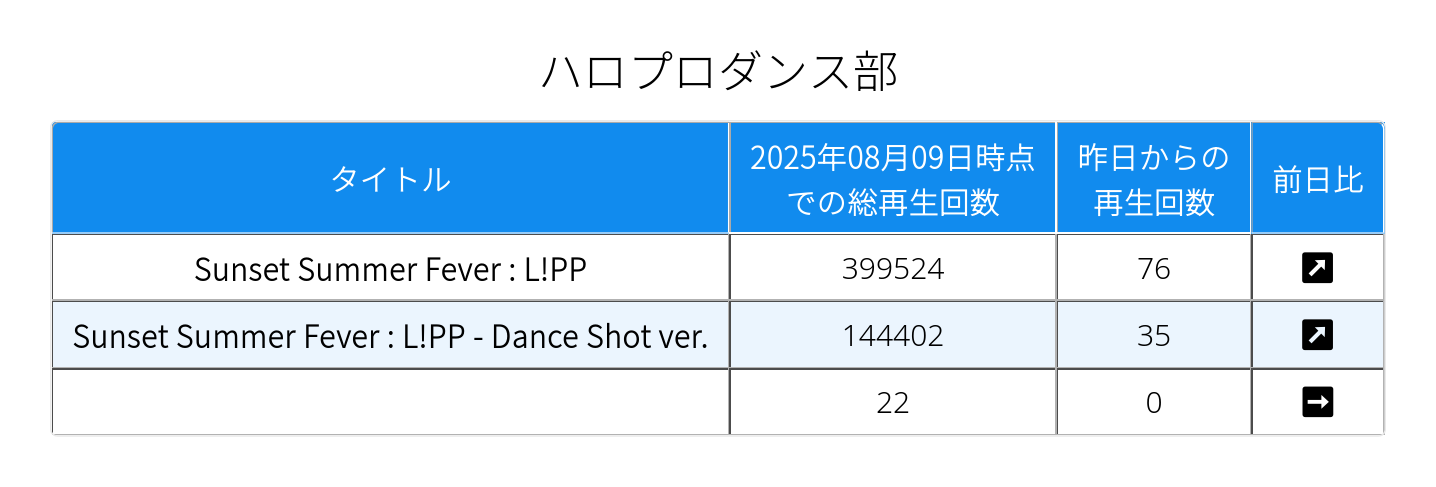 ハロプロダンス部
タイトル
2025年08月09日時点
での総再生回数
昨日からの
再生回数
前日比
Sunset Summer Fever : L!PP 399524 76 ↗
Sunset Summer Fever : L!PP - Dance Shot ver. 144402 35 ↗
22 0 →